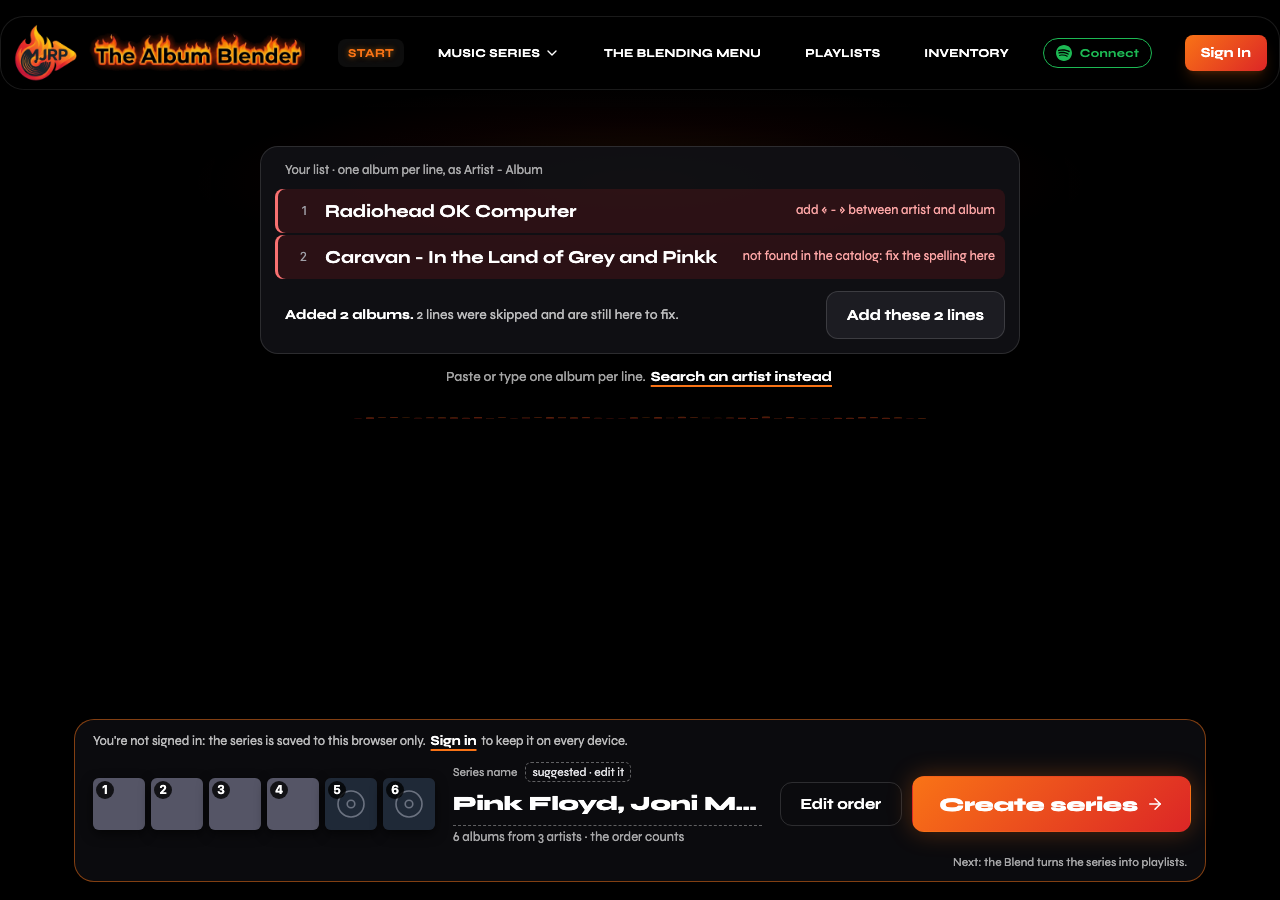 JRP The Album Blender START MUSIC SERIES THE BLENDING MENU PLAYLISTS INVENTORY Connect Sign In
Your list · one album per line, as Artist - Album
1 Radiohead OK Computer add « - » between artist and album
2 Caravan - In the Land of Grey and Pinkk not found in the catalog: fix the spelling here
Added 2 albums. 2 lines were skipped and are still here to fix. Add these 2 lines
Paste or type one album per line. Search an artist instead
You're not signed in: the series is saved to this browser only. Sign in to keep it on every device.
Series name suggested · edit it
1 2 3 4 5 6
Pink Floyd, Joni M... Edit order Create series →
6 albums from 3 artists · the order counts
Next: the Blend turns the series into playlists.